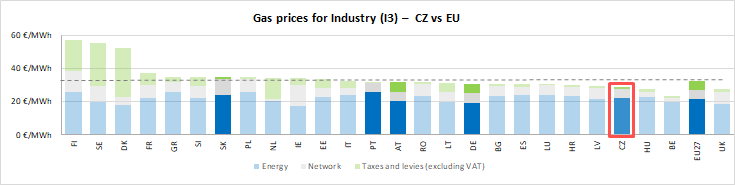 Gas prices for Industry (I3) – CZ vs EU
60 €/MWh
40 €/MWh
20 €/MWh
0 €/MWh
FI SE DK FR GR SI SK PL NL IE EE IT PT AT RO LT DE BG ES LU HR LV CZ HU BE EU27 UK
Energy Network Taxes and levies (excluding VAT)